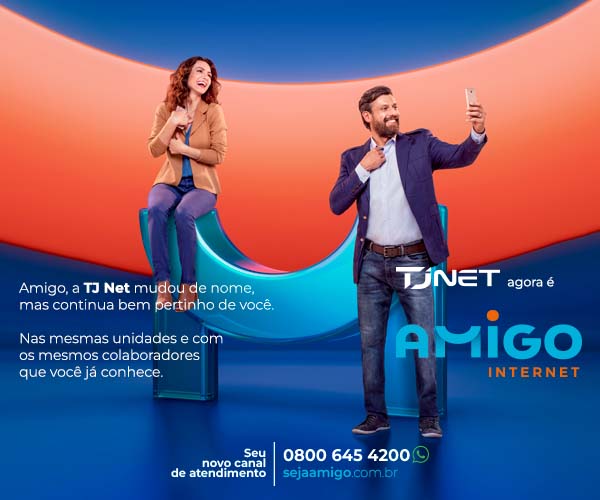 Amigo, a TJ Net mudou de nome,
mas continua bem pertinho de você.
Nas mesmas unidades e com
os mesmos colaboradores
que você já conhece.
TJNET agora é
AMiGO
INTERNET
Seu
novo canal
de atendimento
0800 645 4200
sejaamigo.com.br